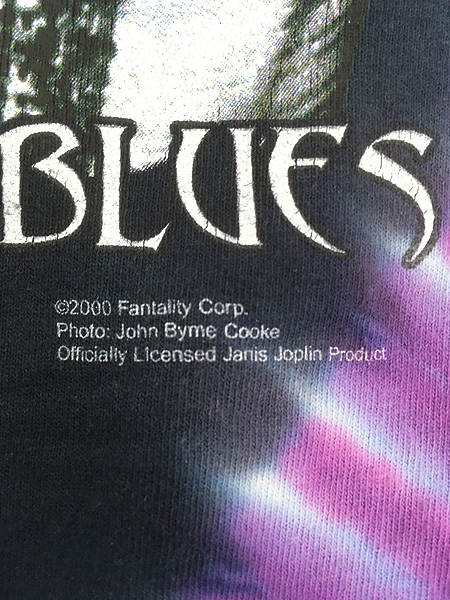 BLUES
©2000 Fantality Corp.
Photo: John Byrne Cooke
Officially Licensed Janis Joplin Product